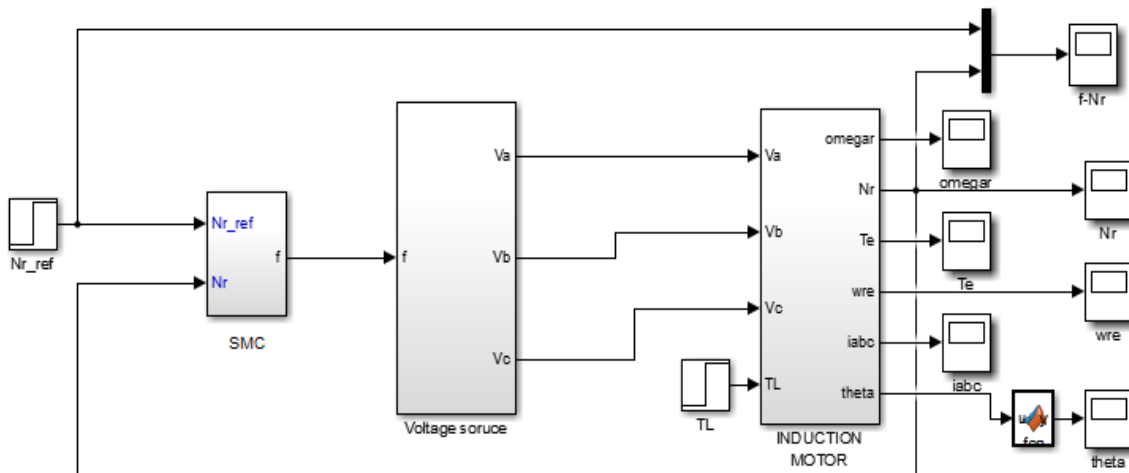 f-Nr
Nr_ref
Nr_ref
Nr
f
SMC
f
Va
Vb
Vc
Voltage soruce
TL
Va
Vb
Vc
TL
omegar
Nr
Te
wre
iabc
theta
INDUCTION
MOTOR
omegar
Nr
Te
wre
iabc
theta